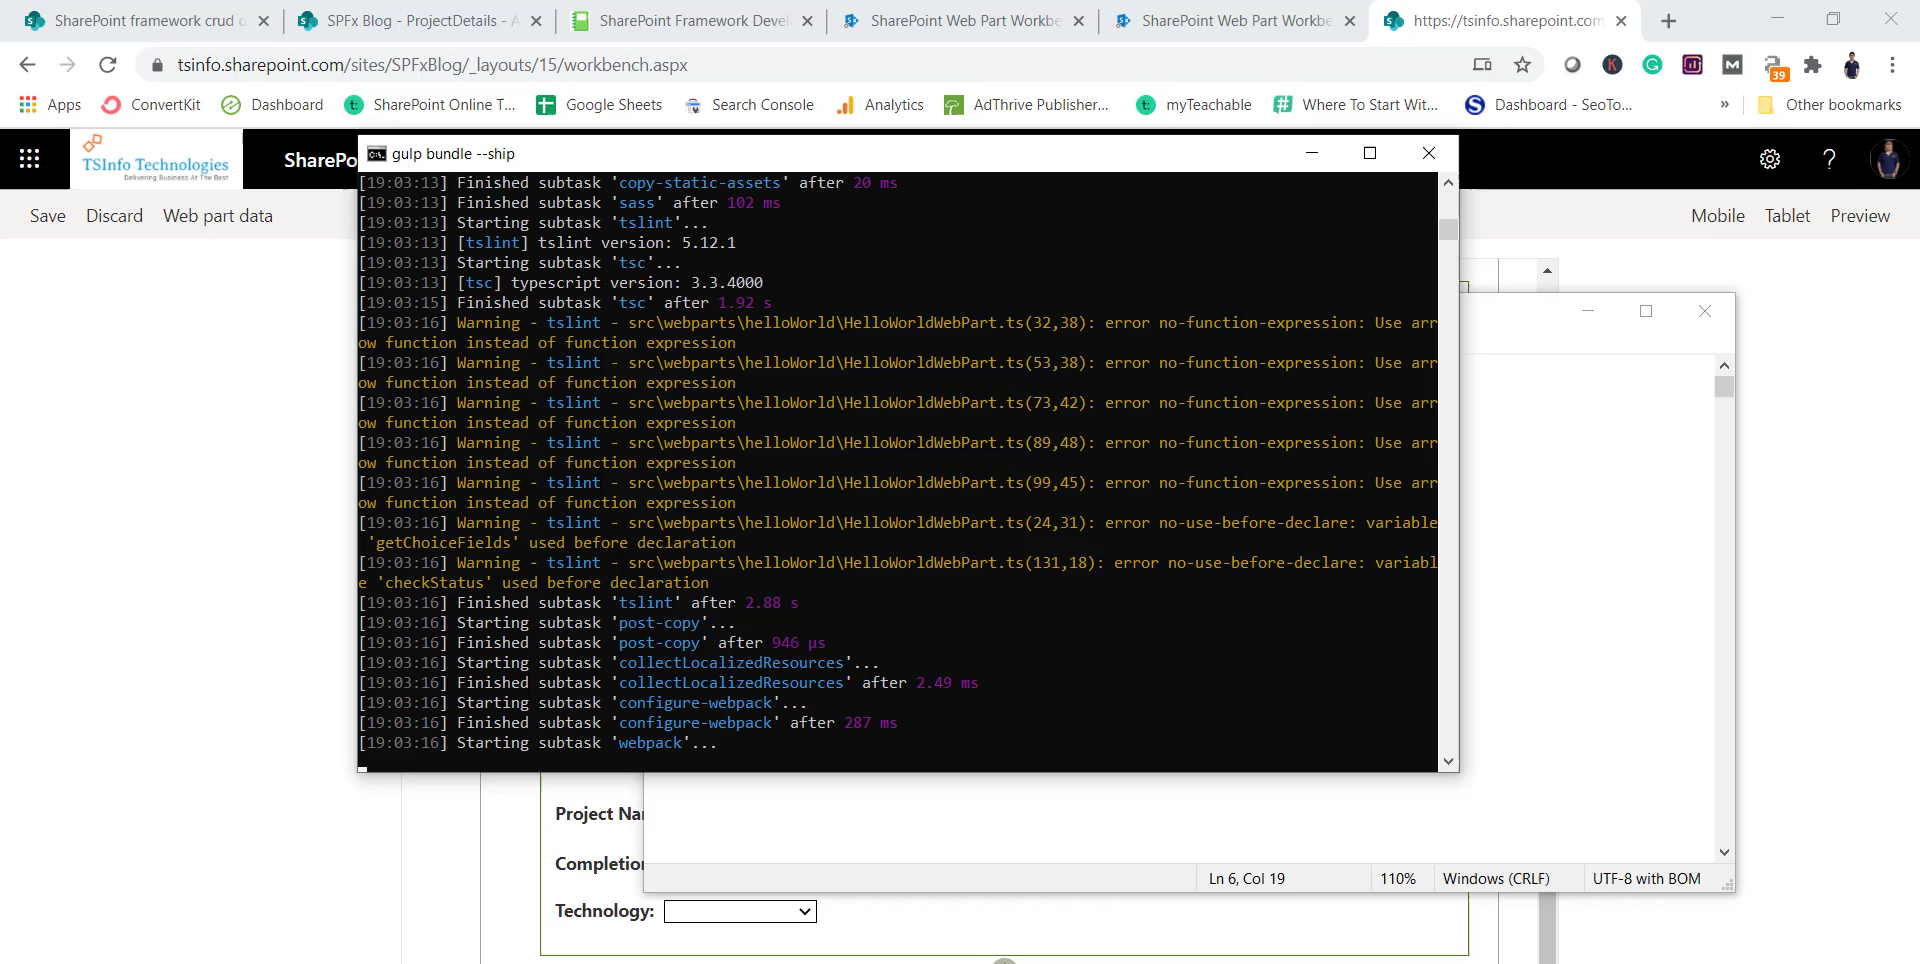 SharePoint framework crud o
SPFx Blog - ProjectDetails - A
SharePoint Framework Deve
SharePoint Web Part Workbe
SharePoint Web Part Workbe
https://tsinfo.sharepoint.com
tsinfo.sharepoint.com/sites/SPFxBlog/_layouts/15/workbench.aspx
39
Apps
ConvertKit
Dashboard
SharePoint Online T...
Google Sheets
Search Console
Analytics
AdThrive Publisher...
myTeachable
Where To Start Wit...
Dashboard - SeoTo...
»
Other bookmarks
TSInfo Technologies
Delivering Business At The Best
SharePo
Save Discard Web part data
Mobile Tablet Preview
gulp bundle --ship
[19:03:13] Finished subtask 'copy-static-assets' after 20 ms
[19:03:13] Finished subtask 'sass' after 102 ms
[19:03:13] Starting subtask 'tslint'...
[19:03:13] [tslint] tslint version: 5.12.1
[19:03:13] Starting subtask 'tsc'...
[19:03:13] [tsc] typescript version: 3.3.4000
[19:03:15] Finished subtask 'tsc' after 1.92 s
[19:03:16] Warning - tslint - src\webparts\helloWorld\HelloWorldWebPart.ts(32,38): error no-function-expression: Use arr
ow function instead of function expression
[19:03:16] Warning - tslint - src\webparts\helloWorld\HelloWorldWebPart.ts(53,38): error no-function-expression: Use arr
ow function instead of function expression
[19:03:16] Warning - tslint - src\webparts\helloWorld\HelloWorldWebPart.ts(73,42): error no-function-expression: Use arr
ow function instead of function expression
[19:03:16] Warning - tslint - src\webparts\helloWorld\HelloWorldWebPart.ts(89,48): error no-function-expression: Use arr
ow function instead of function expression
[19:03:16] Warning - tslint - src\webparts\helloWorld\HelloWorldWebPart.ts(99,45): error no-function-expression: Use arr
ow function instead of function expression
[19:03:16] Warning - tslint - src\webparts\helloWorld\HelloWorldWebPart.ts(24,31): error no-use-before-declare: variable
'getChoiceFields' used before declaration
[19:03:16] Warning - tslint - src\webparts\helloWorld\HelloWorldWebPart.ts(131,18): error no-use-before-declare: variabl
e 'checkStatus' used before declaration
[19:03:16] Finished subtask 'tslint' after 2.88 s
[19:03:16] Starting subtask 'post-copy'...
[19:03:16] Finished subtask 'post-copy' after 946 μs
[19:03:16] Starting subtask 'collectLocalizedResources'...
[19:03:16] Finished subtask 'collectLocalizedResources' after 2.49 ms
[19:03:16] Starting subtask 'configure-webpack'...
[19:03:16] Finished subtask 'configure-webpack' after 287 ms
[19:03:16] Starting subtask 'webpack'...
Project Nar
Completion
Technology:
Ln 6, Col 19
110%
Windows (CRLF)
UTF-8 with BOM